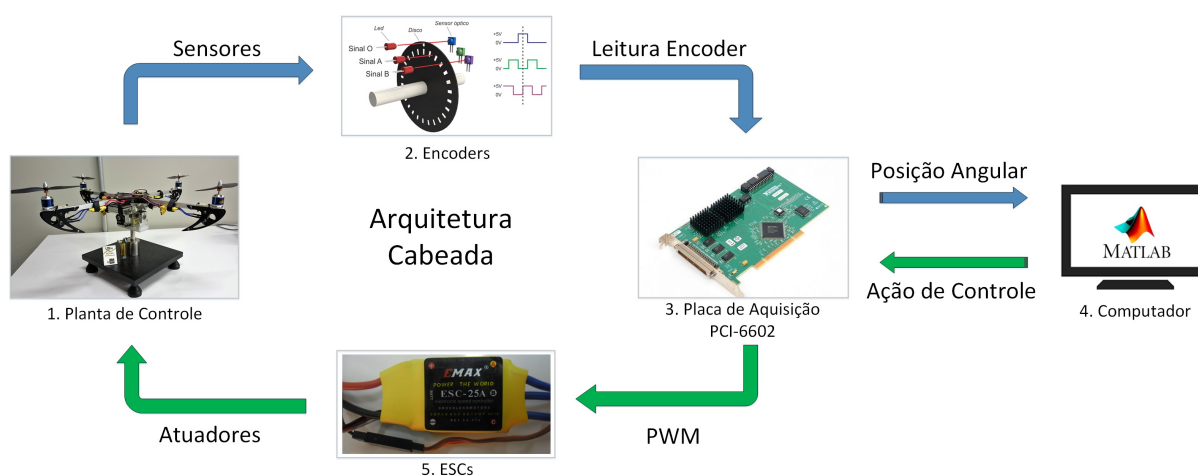 Sensores
Led
Disco
Sensor óptico
Sinal O
Sinal A
Sinal B
+5V
0V
+5V
0V
+5V
0V
2. Encoders
Leitura Encoder
1. Planta de Controle
Arquitetura
Cabeada
3. Placa de Aquisição
PCI-6602
Posição Angular
Ação de Controle
MATLAB
4. Computador
EMAX
POWER THE WORLD
ESC-25A
5. ESCs
Atuadores
PWM